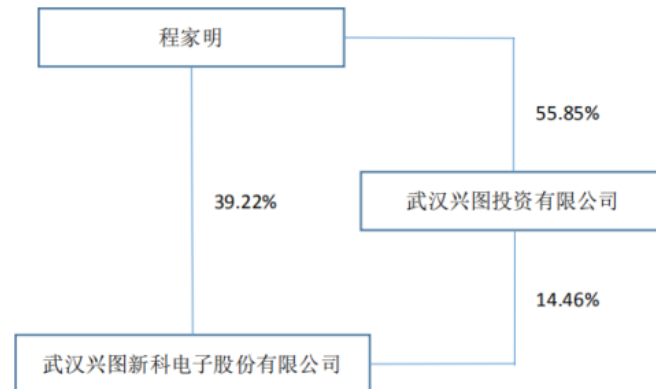 程家明
55.85%
39.22%
武汉兴图投资有限公司
14.46%
武汉兴图新科电子股份有限公司